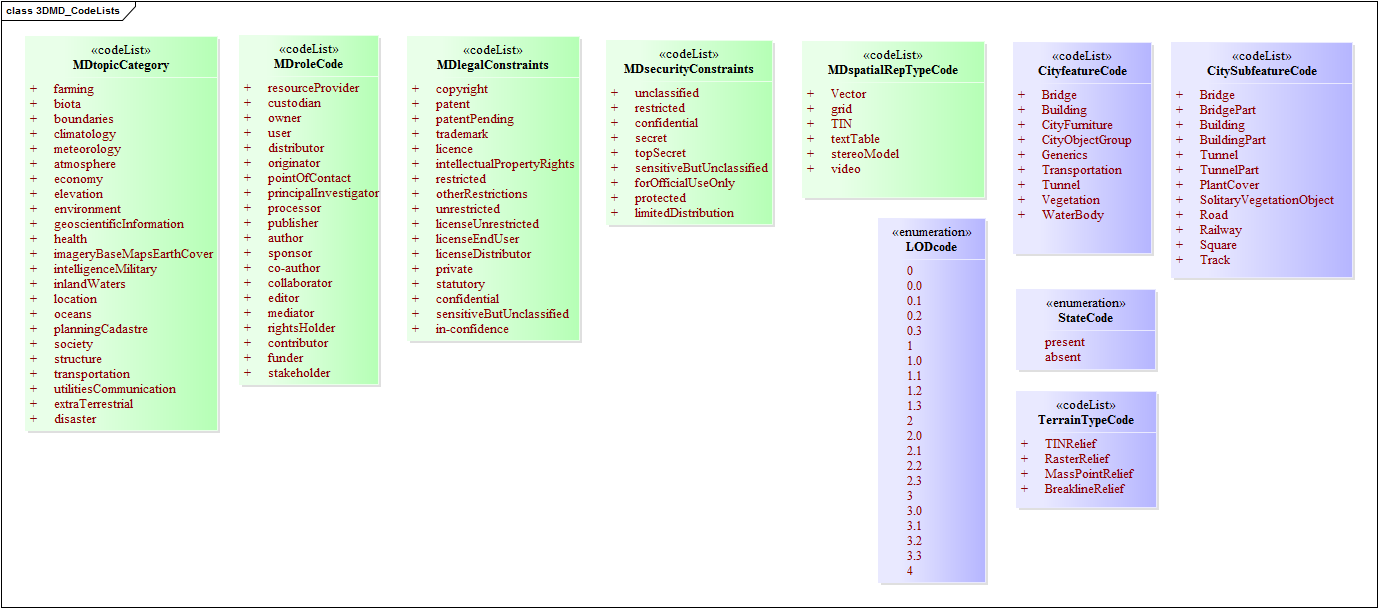 class 3DMD_CodeLists
«codeList»
MDtopicCategory
+ farming
+ biota
+ boundaries
+ climatology
+ meteorology
+ atmosphere
+ economy
+ elevation
+ environment
+ geoscientificInformation
+ health
+ imageryBaseMapsEarthCover
+ intelligenceMilitary
+ inlandWaters
+ location
+ oceans
+ planningCadastre
+ society
+ structure
+ transportation
+ utilitiesCommunication
+ extraTerrestrial
+ disaster
«codeList»
MDroleCode
+ resourceProvider
+ custodian
+ owner
+ user
+ distributor
+ originator
+ pointOfContact
+ principalInvestigator
+ processor
+ publisher
+ author
+ sponsor
+ co-author
+ collaborator
+ editor
+ mediator
+ rightsHolder
+ contributor
+ funder
+ stakeholder
«codeList»
MDlegalConstraints
+ copyright
+ patent
+ patentPending
+ trademark
+ licence
+ intellectualPropertyRights
+ restricted
+ otherRestrictions
+ unrestricted
+ licenseUnrestricted
+ licenseEndUser
+ licenseDistributor
+ private
+ statutory
+ confidential
+ sensitiveButUnclassified
+ in-confidence
«codeList»
MDsecurityConstraints
+ unclassified
+ restricted
+ confidential
+ secret
+ topSecret
+ sensitiveButUnclassified
+ forOfficialUseOnly
+ protected
+ limitedDistribution
«codeList»
MDspatialRepTypeCode
+ Vector
+ grid
+ TIN
+ textTable
+ stereoModel
+ video
«enumeration»
LODcode
0
0.0
0.1
0.2
0.3
1
1.0
1.1
1.2
1.3
2
2.0
2.1
2.2
2.3
3
3.0
3.1
3.2
3.3
4
«codeList»
CityfeatureCode
+ Bridge
+ Building
+ CityFurniture
+ CityObjectGroup
+ Generics
+ Transportation
+ Tunnel
+ Vegetation
+ WaterBody
«enumeration»
StateCode
present
absent
«codeList»
TerrainTypeCode
+ TINRelief
+ RasterRelief
+ MassPointRelief
+ BreaklineRelief
«codeList»
CitySubfeatureCode
+ Bridge
+ BridgePart
+ Building
+ BuildingPart
+ Tunnel
+ TunnelPart
+ PlantCover
+ SolitaryVegetationObject
+ Road
+ Railway
+ Square
+ Track